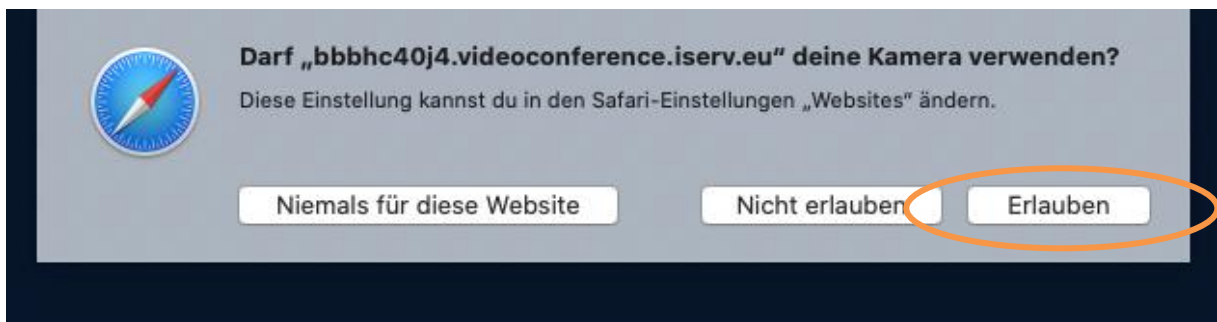 Darf „bbbhc40j4.videoconference.iserv.eu“ deine Kamera verwenden?
Diese Einstellung kannst du in den Safari-Einstellungen „Websites“ ändern.
Niemals für diese Website
Nicht erlauben
Erlauben